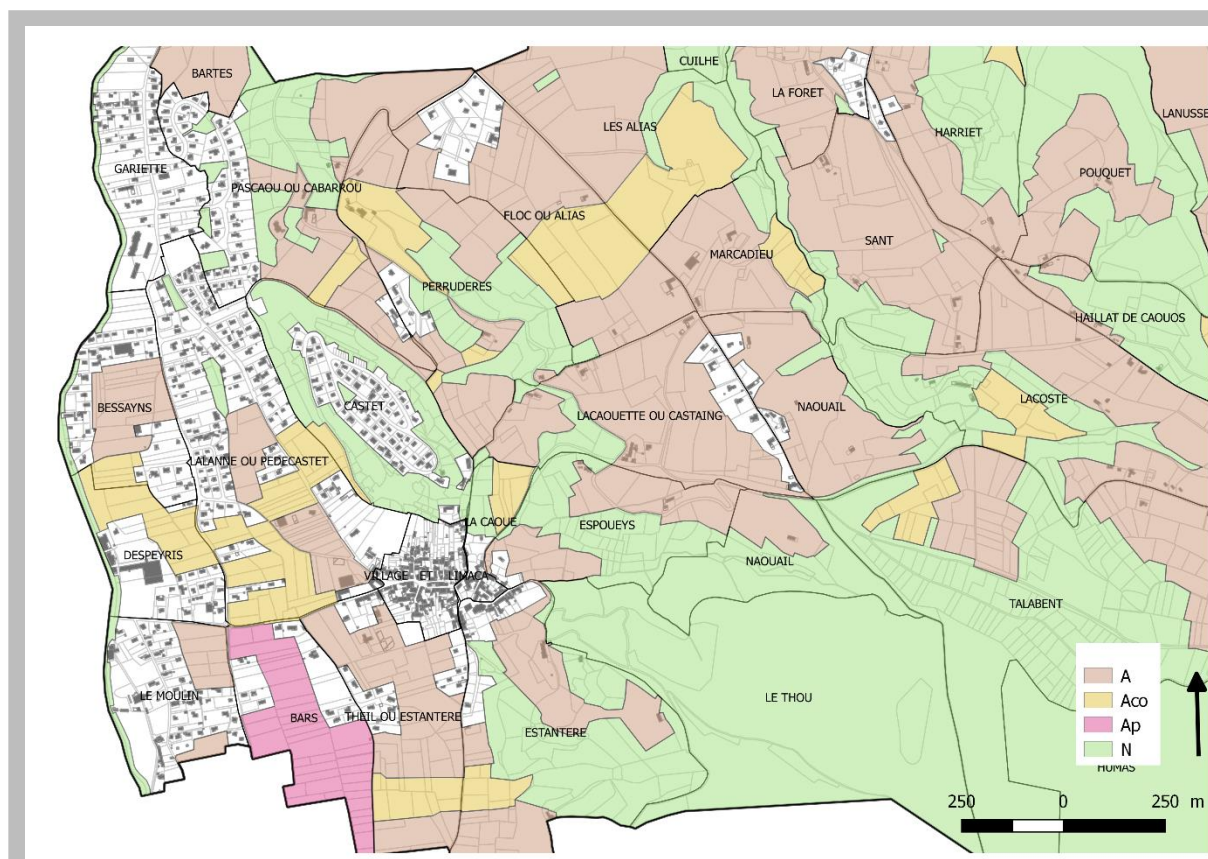 CUILHE
BARTES
LA FORET
LANUSSE
LES ALIAS
HARRIET
GARIETTE
POUQUET
PASCAOU OU CABARROU
FLOC OU ALIAS
SANT
MARCADIEU
PERRUDERES
HAILLAT DE CAOUOS
LACOSTE
BESSAYNS
CASTET
NAOUAIL
LACAOUETTE OU CASTAING
LALANNE OU PEDECASTET
LA CAOUE
ESPOUEYS
DESPEYRIS
NAOUAIL
VILLAGE ET LIMACA
TALABENT
LE MOULIN
LE THOU
BARS
THEIL OU ESTANTERE
ESTANTERE
A
Aco
Ap
N
HUMAS
250 0 250 m